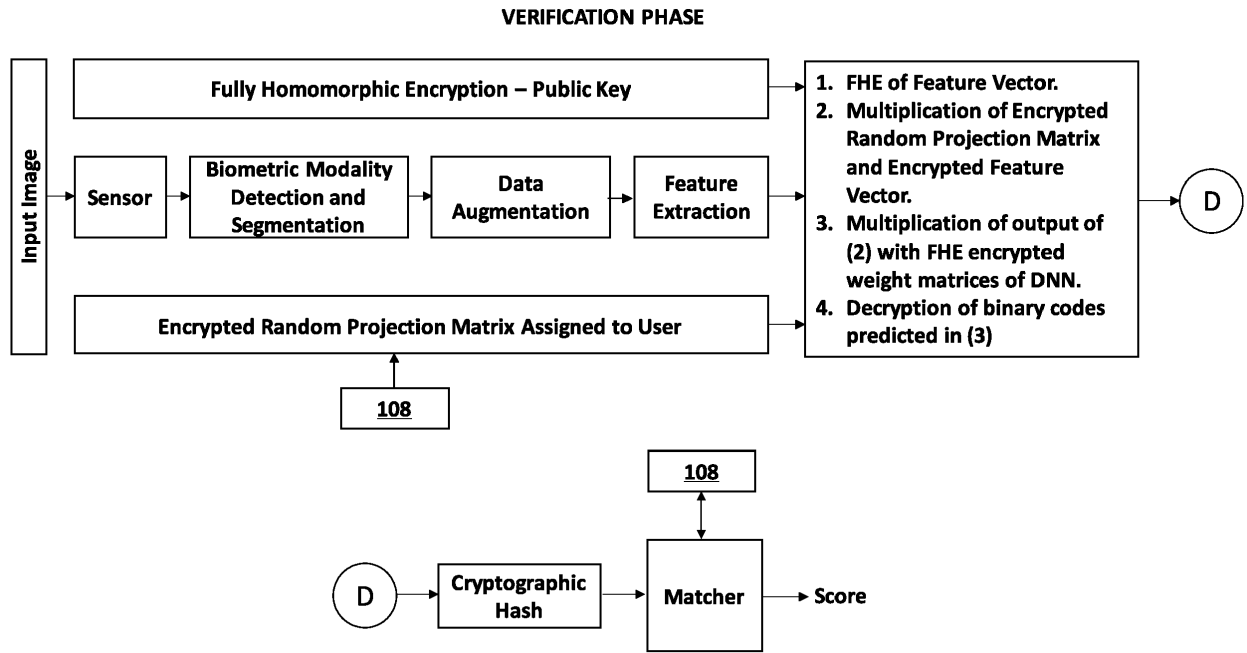 VERIFICATION PHASE
Input Image
Fully Homomorphic Encryption – Public Key
Sensor
Biometric Modality
Detection and
Segmentation
Data
Augmentation
Feature
Extraction
Encrypted Random Projection Matrix Assigned to User
108
1. FHE of Feature Vector.
2. Multiplication of Encrypted
Random Projection Matrix
and Encrypted Feature
Vector.
3. Multiplication of output of
(2) with FHE encrypted
weight matrices of DNN.
4. Decryption of binary codes
predicted in (3)
D
108
D
Cryptographic
Hash
Matcher
Score